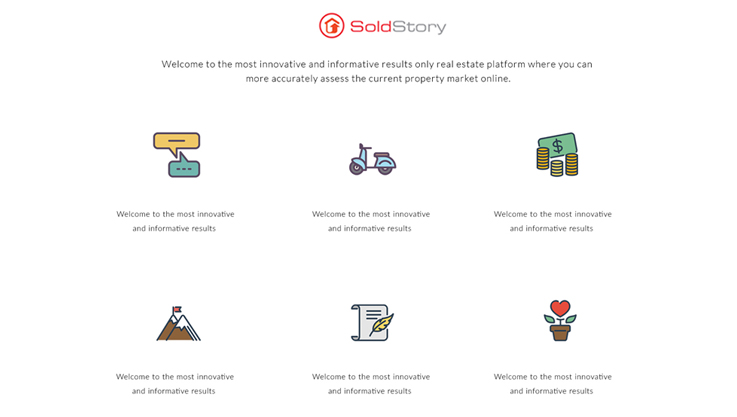 SoldStory
Welcome to the most innovative and informative results only real estate platform where you can
more accurately assess the current property market online.
$
Welcome to the most innovative
and informative results
Welcome to the most innovative
and informative results
Welcome to the most innovative
and informative results
Welcome to the most innovative
and informative results
Welcome to the most innovative
and informative results
Welcome to the most innovative
and informative results